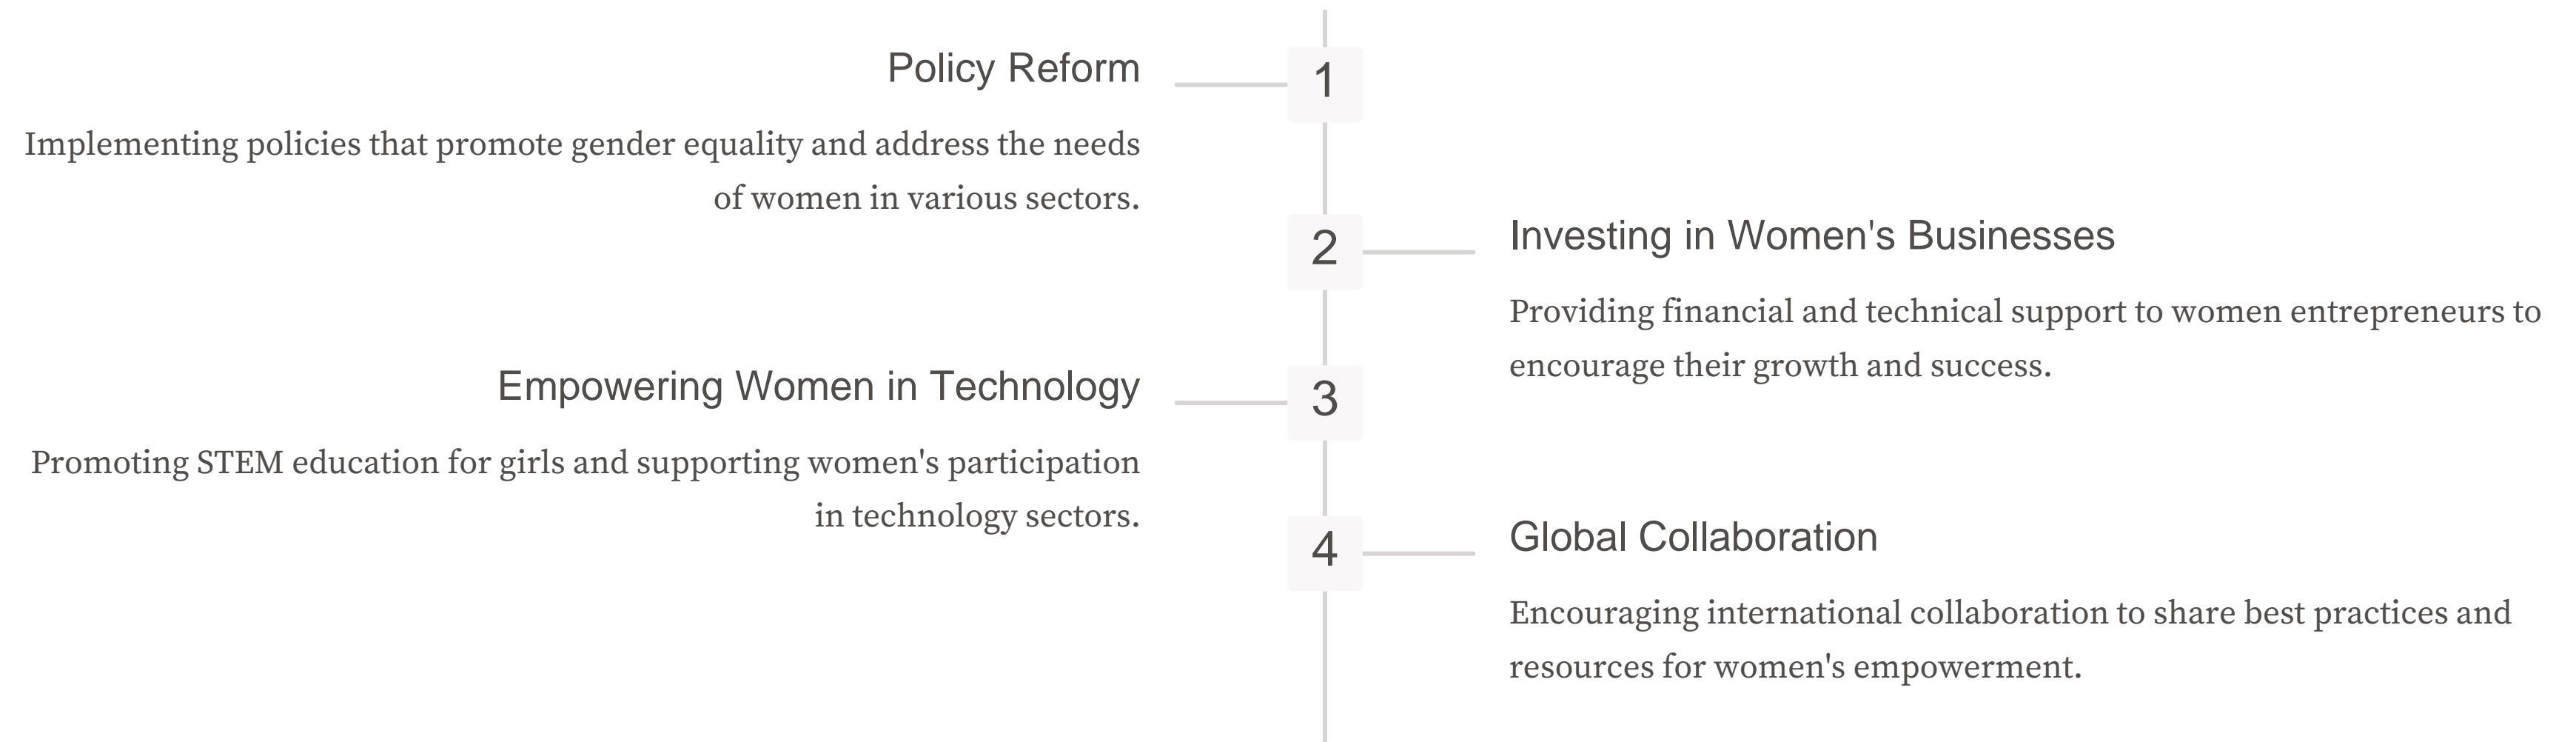 Policy Reform
1
Implementing policies that promote gender equality and address the needs
of women in various sectors.
2
Investing in Women's Businesses
Providing financial and technical support to women entrepreneurs to
encourage their growth and success.
Empowering Women in Technology
3
Promoting STEM education for girls and supporting women's participation
in technology sectors.
4
Global Collaboration
Encouraging international collaboration to share best practices and
resources for women's empowerment.